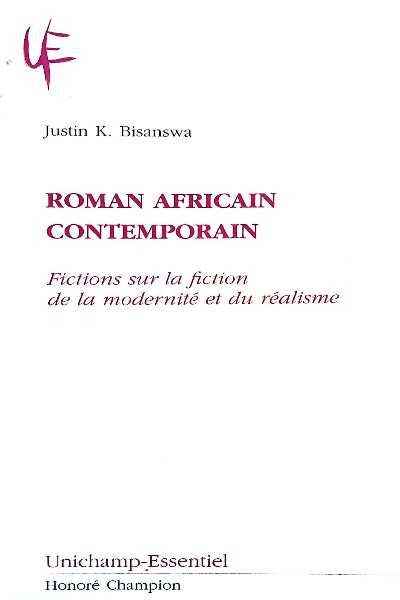 UE
Justin K. Bisanswa
ROMAN AFRICAIN
CONTEMPORAIN
Fictions sur la fiction
de la modernité et du réalisme
Unichamp-Essentiel
Honoré Champion